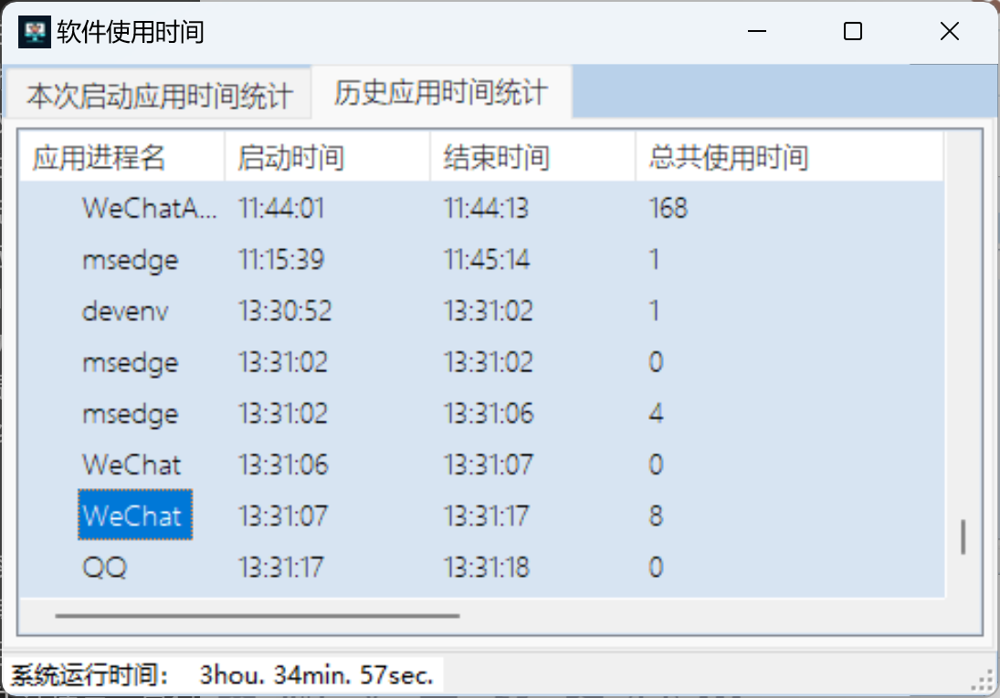 软件使用时间
本次启动应用时间统计 历史应用时间统计
应用进程名 启动时间 结束时间 总共使用时间
WeChatA... 11:44:01 11:44:13 168
msedge 11:15:39 11:45:14 1
devenv 13:30:52 13:31:02 1
msedge 13:31:02 13:31:02 0
msedge 13:31:02 13:31:06 4
WeChat 13:31:06 13:31:07 0
WeChat 13:31:07 13:31:17 8
QQ 13:31:17 13:31:18 0
系统运行时间: 3hou. 34min. 57sec.